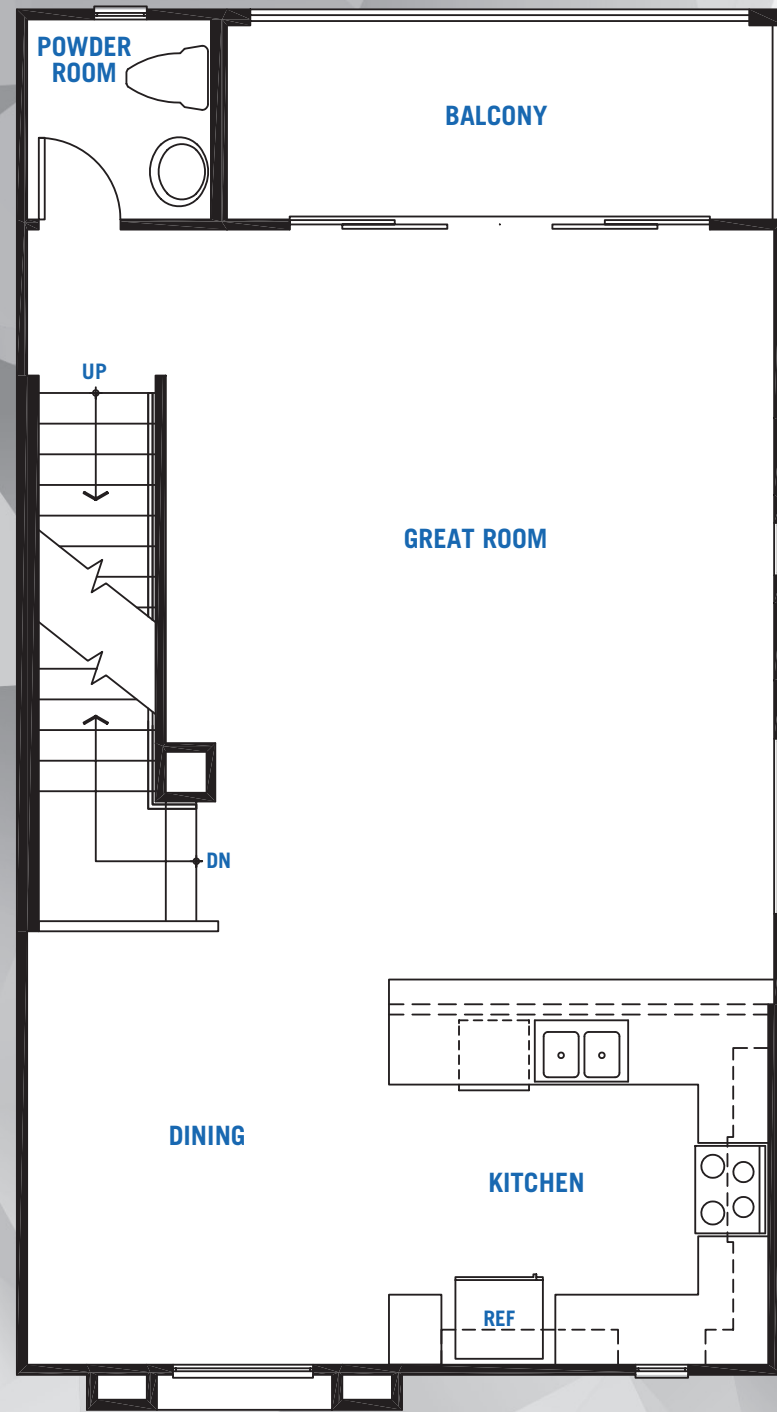 POWDER
ROOM
BALCONY
UP
GREAT ROOM
DN
DINING
KITCHEN
REF